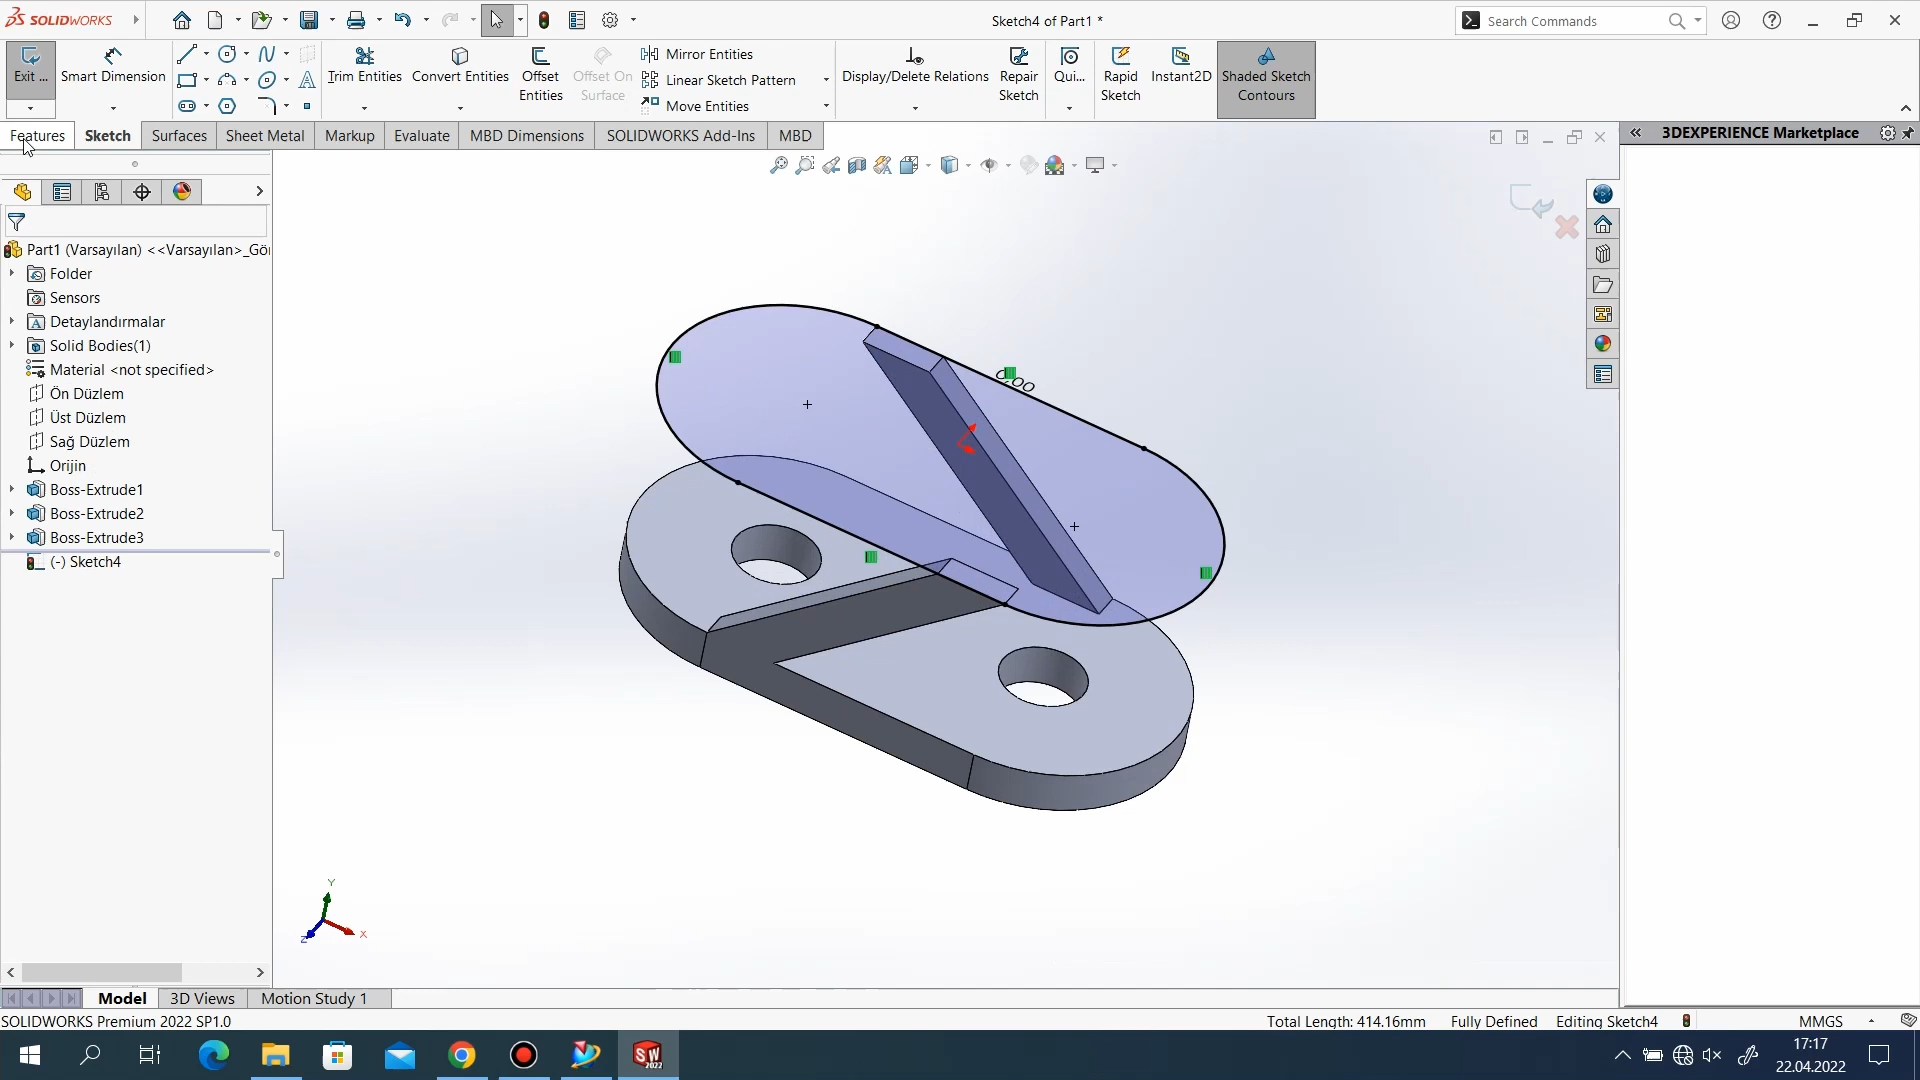 SOLIDWORKS
Sketch4 of Part1 *
Search Commands
Exit ...
Smart Dimension
Trim Entities
Convert Entities
Offset Entities
Offset On Surface
Mirror Entities
Linear Sketch Pattern
Move Entities
Display/Delete Relations
Repair Sketch
Qui...
Rapid Sketch
Instant2D
Shaded Sketch Contours
Features
Sketch
Surfaces
Sheet Metal
Markup
Evaluate
MBD Dimensions
SOLIDWORKS Add-Ins
MBD
3DEXPERIENCE Marketplace
Part1 (Varsayılan) <<Varsayılan>_Gö
Folder
Sensors
Detaylandırmalar
Solid Bodies(1)
Material <not specified>
Ön Düzlem
Üst Düzlem
Sağ Düzlem
Orijin
Boss-Extrude1
Boss-Extrude2
Boss-Extrude3
(-) Sketch4
Y
X
Z
Model
3D Views
Motion Study 1
SOLIDWORKS Premium 2022 SP1.0
Total Length: 414.16mm
Fully Defined
Editing Sketch4
MMGS
SW
2022
17:17
22.04.2022